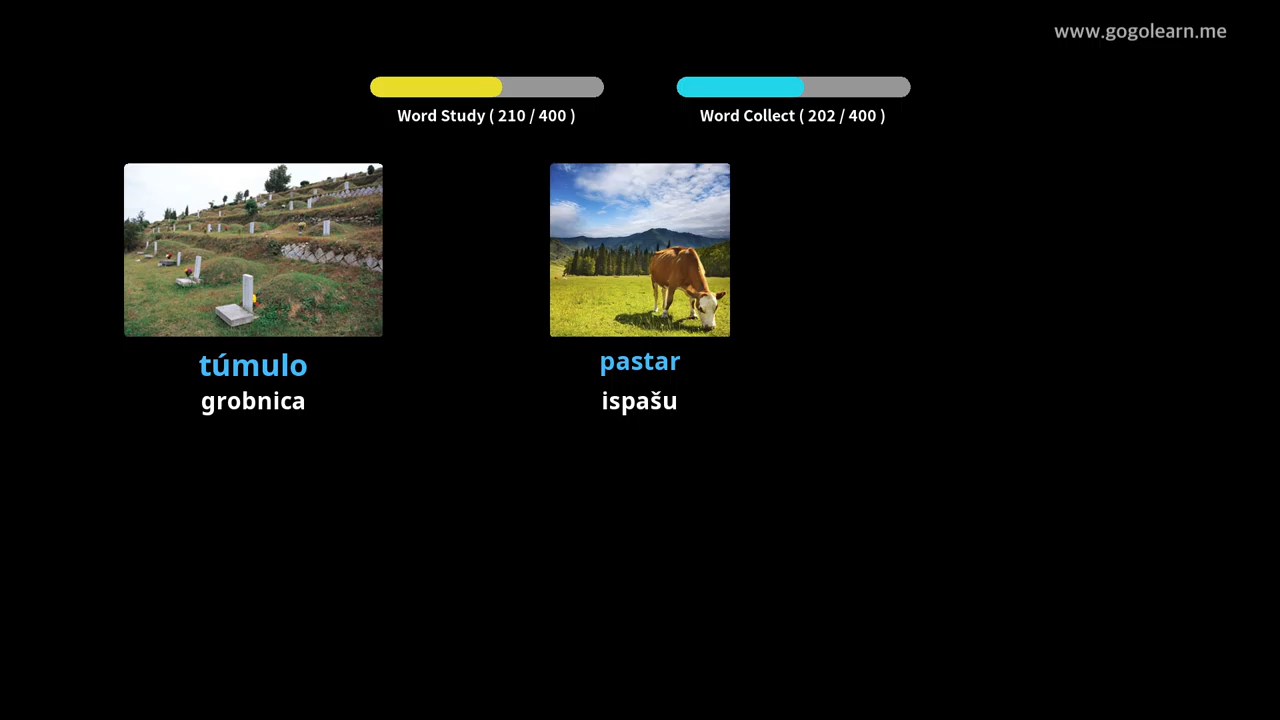 www.gogolearn.me
Word Study ( 210 / 400 )
Word Collect ( 202 / 400 )
túmulo
grobnica
pastar
ispašu